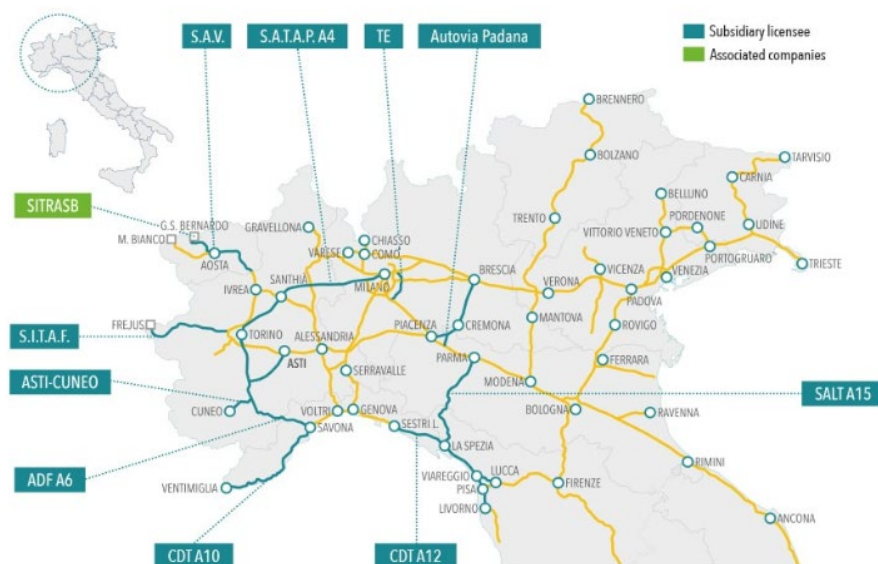 S.A.V.
S.A.T.A.P. A4
TE
Autovia Padana
Subsidiary licensee
Associated companies
BRENNERO
BOLZANO
TARVISIO
CARNIA
BELLINO
SITRASB
G.S. BERNARDO
GRAVELLONA
TRENTO
PORDENONE
M. BIANCO
CHIASSO
VITTORIO VENETO
UDINE
VARESE
COMO
AOSTA
PORTOGRUARO
SANTHIÀ
MILANO
BRESCIA
VICENZA
VENEZIA
TRIESTE
IVREA
VERONA
PADOVA
FREJUS
PIACENZA
CREMONA
MANTOVA
ROVIGO
S.I.T.A.F.
TORINO
ALESSANDRIA
ASTI
PARMA
FERRARA
SERRAVALLE
MODENA
ASTI-CUNEO
SALT A15
CUNEO
VOLTRI
GENOVA
BOLOGNA
RAVENNA
SAVONA
SESTRI L.
LA SPEZIA
ADF A6
RIMINI
VENTIMIGLIA
VIAREGGIO
LUCCA
PISA
FIRENZE
LIVORNO
ANCONA
CDT A10
CDT A12